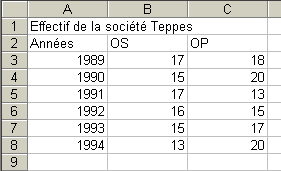 A B C
1 Effectif de la société Teppes
2 Années OS OP
3 1989 17 18
4 1990 15 20
5 1991 17 13
6 1992 16 15
7 1993 15 17
8 1994 13 20
9